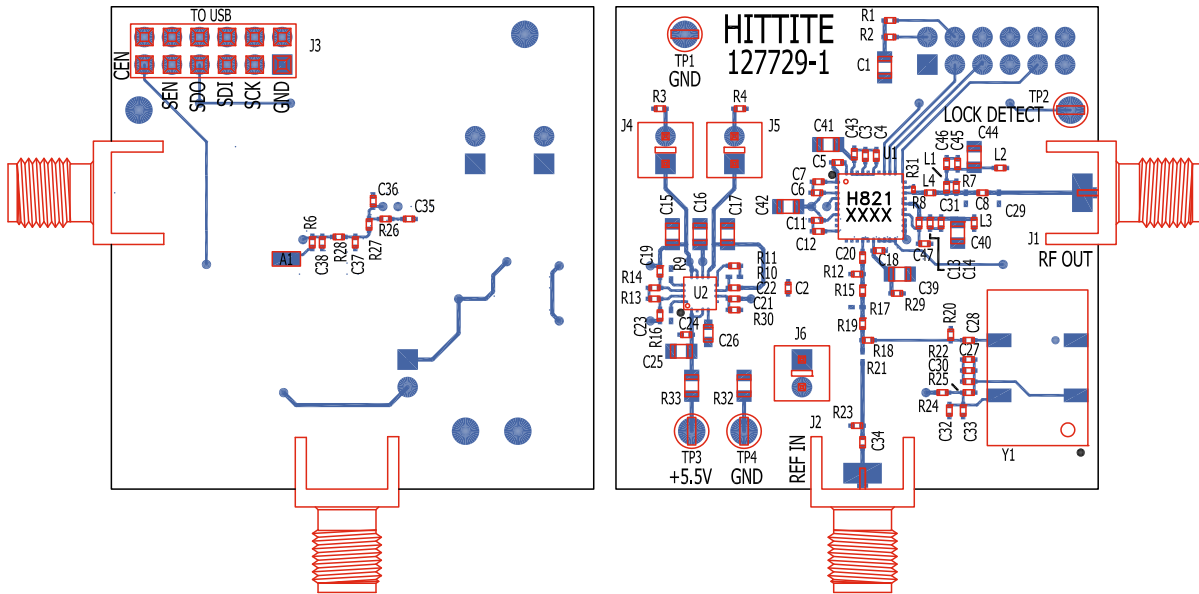 TO USB
J3
CEN
SEN
SDO
SDI
SCK
GND
C36
C35
R6
R28
R26
R27
C38
C37
A1
HITTITE
127729-1
TP1
GND
R1
R2
C1
TP2
LOCK DETECT
R3
R4
J4
J5
C41
C43
C3
C4
U1
C5
C7
C6
C42
C11
C12
H821
XXXX
R31
L1
L4
C46
C45
C44
L2
R7
R8
C31
C8
C29
L3
C40
C47
C13
C14
J1
RF OUT
C15
C16
C17
C19
R9
R11
R10
R14
R13
U2
C22
C21
R30
C2
C23
R16
C24
C25
C26
C20
C18
R12
R15
C39
R29
R17
R19
R18
R21
J6
R20
C28
R22
C27
C30
R25
R24
C32
C33
Y1
R33
R32
R23
C34
J2
REF IN
TP3
+5.5V
TP4
GND